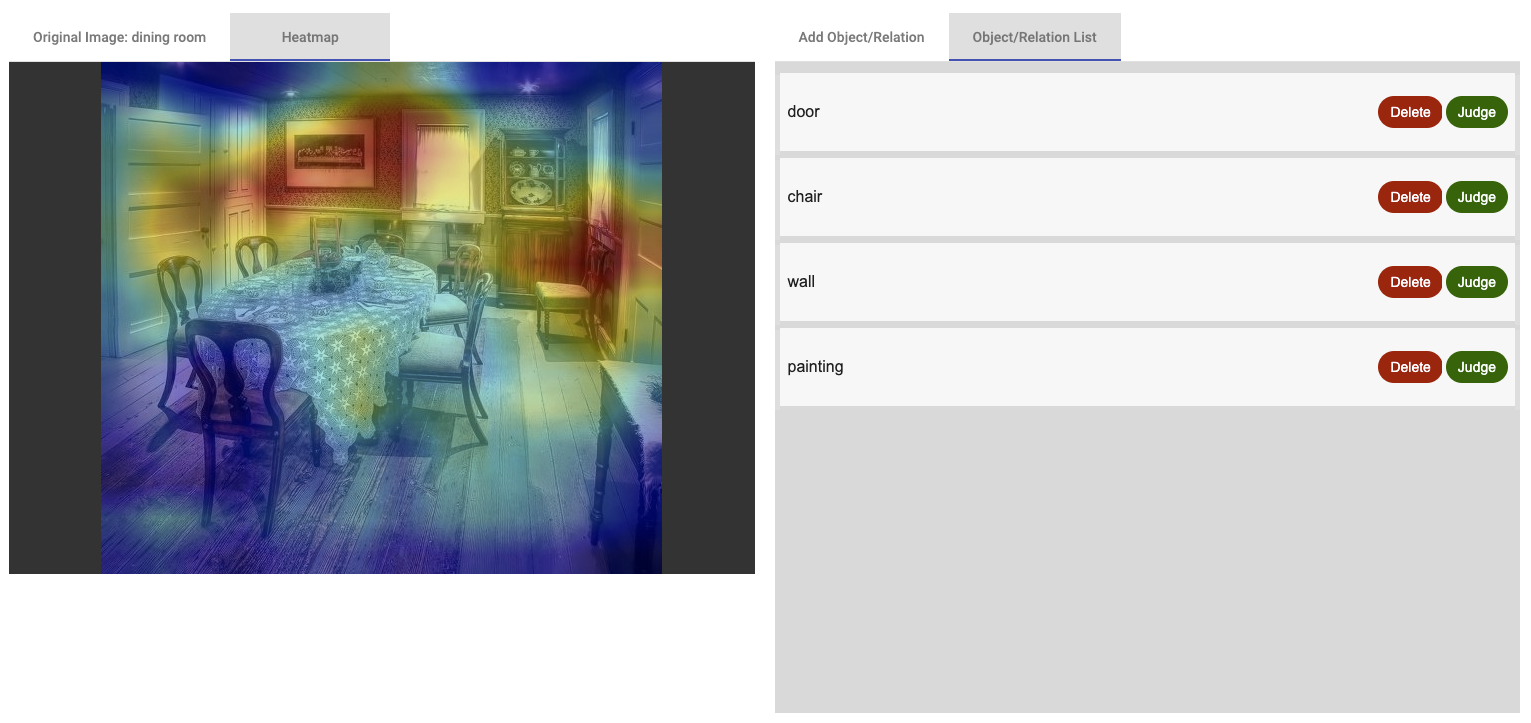 Original Image: dining room
Heatmap
Add Object/Relation
Object/Relation List
door
Delete
Judge
chair
Delete
Judge
wall
Delete
Judge
painting
Delete
Judge